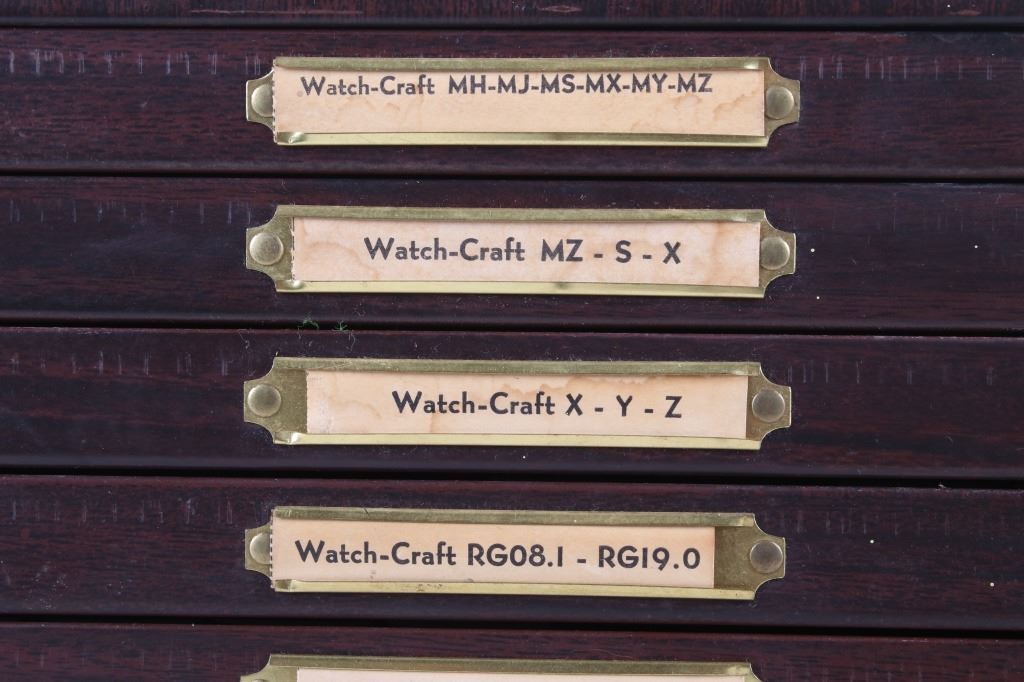 Watch-Craft MH-MJ-MS-MX-MY-MZ
Watch-Craft MZ - S - X
Watch-Craft X - Y - Z
Watch-Craft RG08.1 - RG19.0